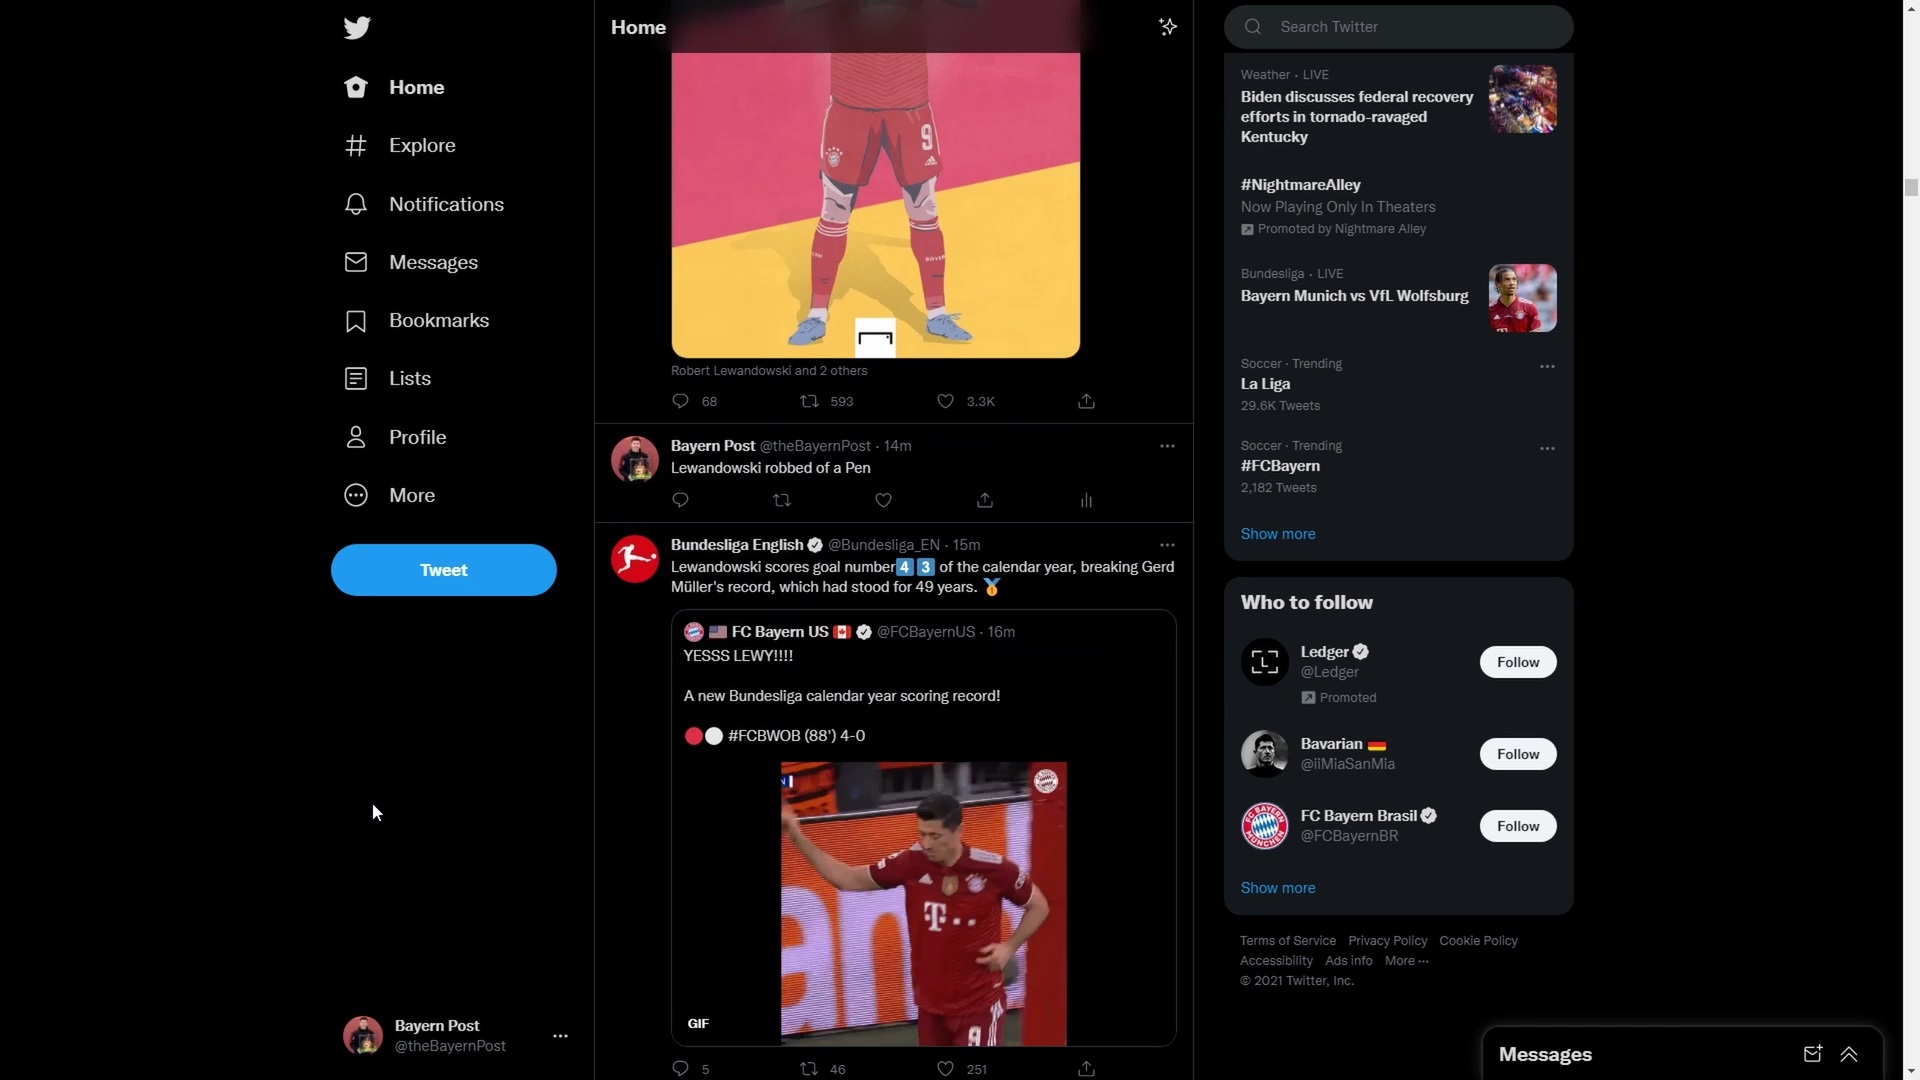 Home
Explore
Notifications
Messages
Bookmarks
Lists
Profile
More
Tweet
Bayern Post
@theBayernPost
Home
9
Robert Lewandowski and 2 others
68 593 3.3K
Bayern Post @theBayernPost · 14m
Lewandowski robbed of a Pen
Bundesliga English @Bundesliga_EN · 15m
Lewandowski scores goal number 4 3 of the calendar year, breaking Gerd
Müller's record, which had stood for 49 years.
FC Bayern US @FCBayernUS · 16m
YESSS LEWY!!!!
A new Bundesliga calendar year scoring record!
#FCBWOB (88') 4-0
T
GIF
9
5 46 251
Search Twitter
Weather · LIVE
Biden discusses federal recovery
efforts in tornado-ravaged
Kentucky
#NightmareAlley
Now Playing Only In Theaters
Promoted by Nightmare Alley
Bundesliga · LIVE
Bayern Munich vs VfL Wolfsburg
Soccer · Trending
La Liga
29.6K Tweets
Soccer · Trending
#FCBayern
2,182 Tweets
Show more
Who to follow
Ledger
@Ledger
Promoted
Follow
Bavarian
@iiMiaSanMia
Follow
FC Bayern Brasil
@FCBayernBR
Follow
Show more
Terms of Service Privacy Policy Cookie Policy
Accessibility Ads info More ···
© 2021 Twitter, Inc.
Messages